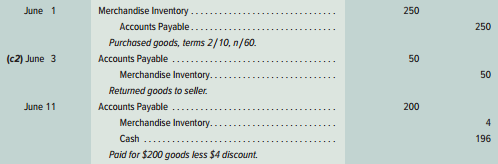 June 1 Merchandise Inventory . . . . . . . . . . . . . . . . . . . . . . . . . . . . . . . 250
Accounts Payable . . . . . . . . . . . . . . . . . . . . . . . . . . . . . . . 250
Purchased goods, terms 2/10, n/60.
(c2) June 3 Accounts Payable . . . . . . . . . . . . . . . . . . . . . . . . . . . . . . . 50
Merchandise Inventory. . . . . . . . . . . . . . . . . . . . . . . . . . . . 50
Returned goods to seller.
June 11 Accounts Payable . . . . . . . . . . . . . . . . . . . . . . . . . . . . . . . 200
Merchandise Inventory. . . . . . . . . . . . . . . . . . . . . . . . . . . . 4
Cash . . . . . . . . . . . . . . . . . . . . . . . . . . . . . . . . . . . . . . 196
Paid for $200 goods less $4 discount.